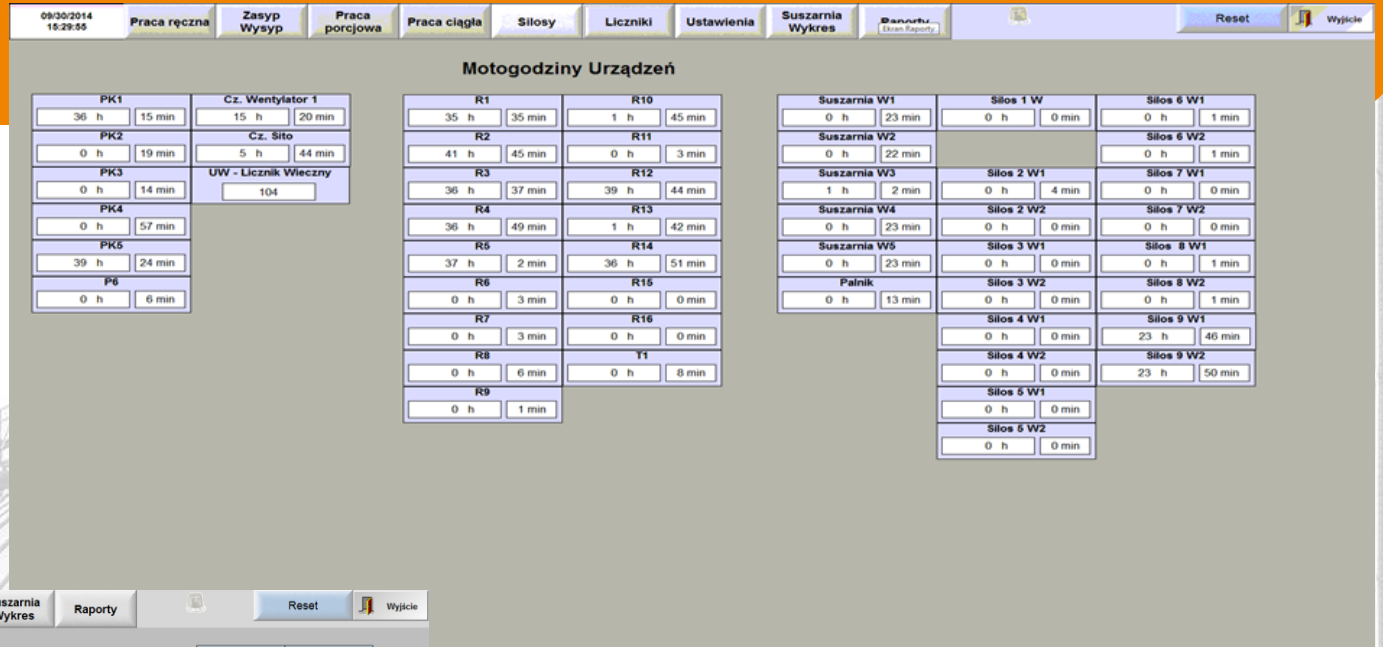 09/30/2014
15:29:55
Praca ręczna
Zasyp
Wysyp
Praca
porcjowa
Praca ciągła
Silosy
Liczniki
Ustawienia
Suszarnia
Wykres
Raporty
Ekran Raporty
Reset
Wyjście
Motogodziny Urządzeń
PK1
36 h 15 min
PK2
0 h 19 min
PK3
0 h 14 min
PK4
0 h 57 min
PK5
39 h 24 min
P6
0 h 6 min
Cz. Wentylator 1
15 h 20 min
Cz. Sito
5 h 44 min
UW - Licznik Wieczny
104
R1
35 h 35 min
R2
41 h 45 min
R3
36 h 37 min
R4
36 h 49 min
R5
37 h 2 min
R6
0 h 3 min
R7
0 h 3 min
R8
0 h 6 min
R9
0 h 1 min
R10
1 h 45 min
R11
0 h 3 min
R12
39 h 44 min
R13
1 h 42 min
R14
36 h 51 min
R15
0 h 0 min
R16
0 h 0 min
T1
0 h 8 min
Suszarnia W1
0 h 23 min
Suszarnia W2
0 h 22 min
Suszarnia W3
1 h 2 min
Suszarnia W4
0 h 23 min
Suszarnia W5
0 h 23 min
Palnik
0 h 13 min
Silos 1 W
0 h 0 min
Silos 2 W1
0 h 4 min
Silos 2 W2
0 h 0 min
Silos 3 W1
0 h 0 min
Silos 3 W2
0 h 0 min
Silos 4 W1
0 h 0 min
Silos 4 W2
0 h 0 min
Silos 5 W1
0 h 0 min
Silos 5 W2
0 h 0 min
Silos 6 W1
0 h 1 min
Silos 6 W2
0 h 1 min
Silos 7 W1
0 h 0 min
Silos 7 W2
0 h 0 min
Silos 8 W1
0 h 1 min
Silos 8 W2
0 h 1 min
Silos 9 W1
23 h 46 min
Silos 9 W2
23 h 50 min
szarnia
ykres
Raporty
Reset
Wyjście